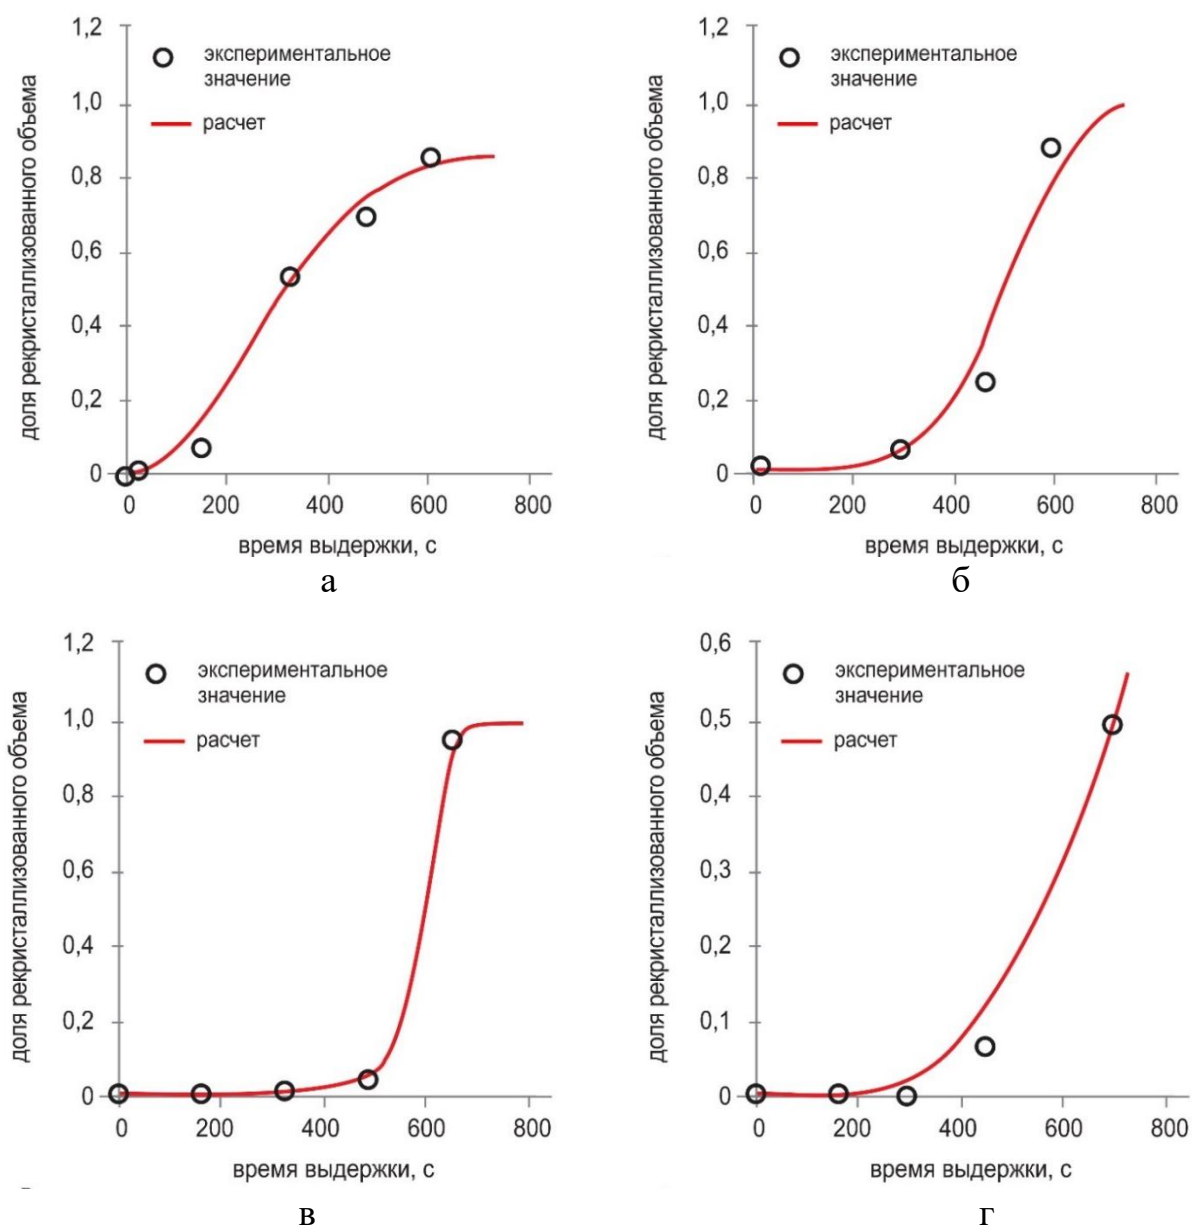 1,2
экспериментальное
значение
1,0
расчет
0,8
0,6
0,4
0,2
0
доля рекристаллизованного объема
0 200 400 600 800
время выдержки, с
а
1,2
экспериментальное
значение
1,0
расчет
0,8
0,6
0,4
0,2
0
доля рекристаллизованного объема
0 200 400 600 800
время выдержки, с
б
1,2
экспериментальное
значение
1,0
расчет
0,8
0,6
0,4
0,2
0
доля рекристаллизованного объема
0 200 400 600 800
время выдержки, с
в
0,6
экспериментальное
значение
0,5
расчет
0,4
0,3
0,2
0,1
0
доля рекристаллизованного объема
0 200 400 600 800
время выдержки, с
г